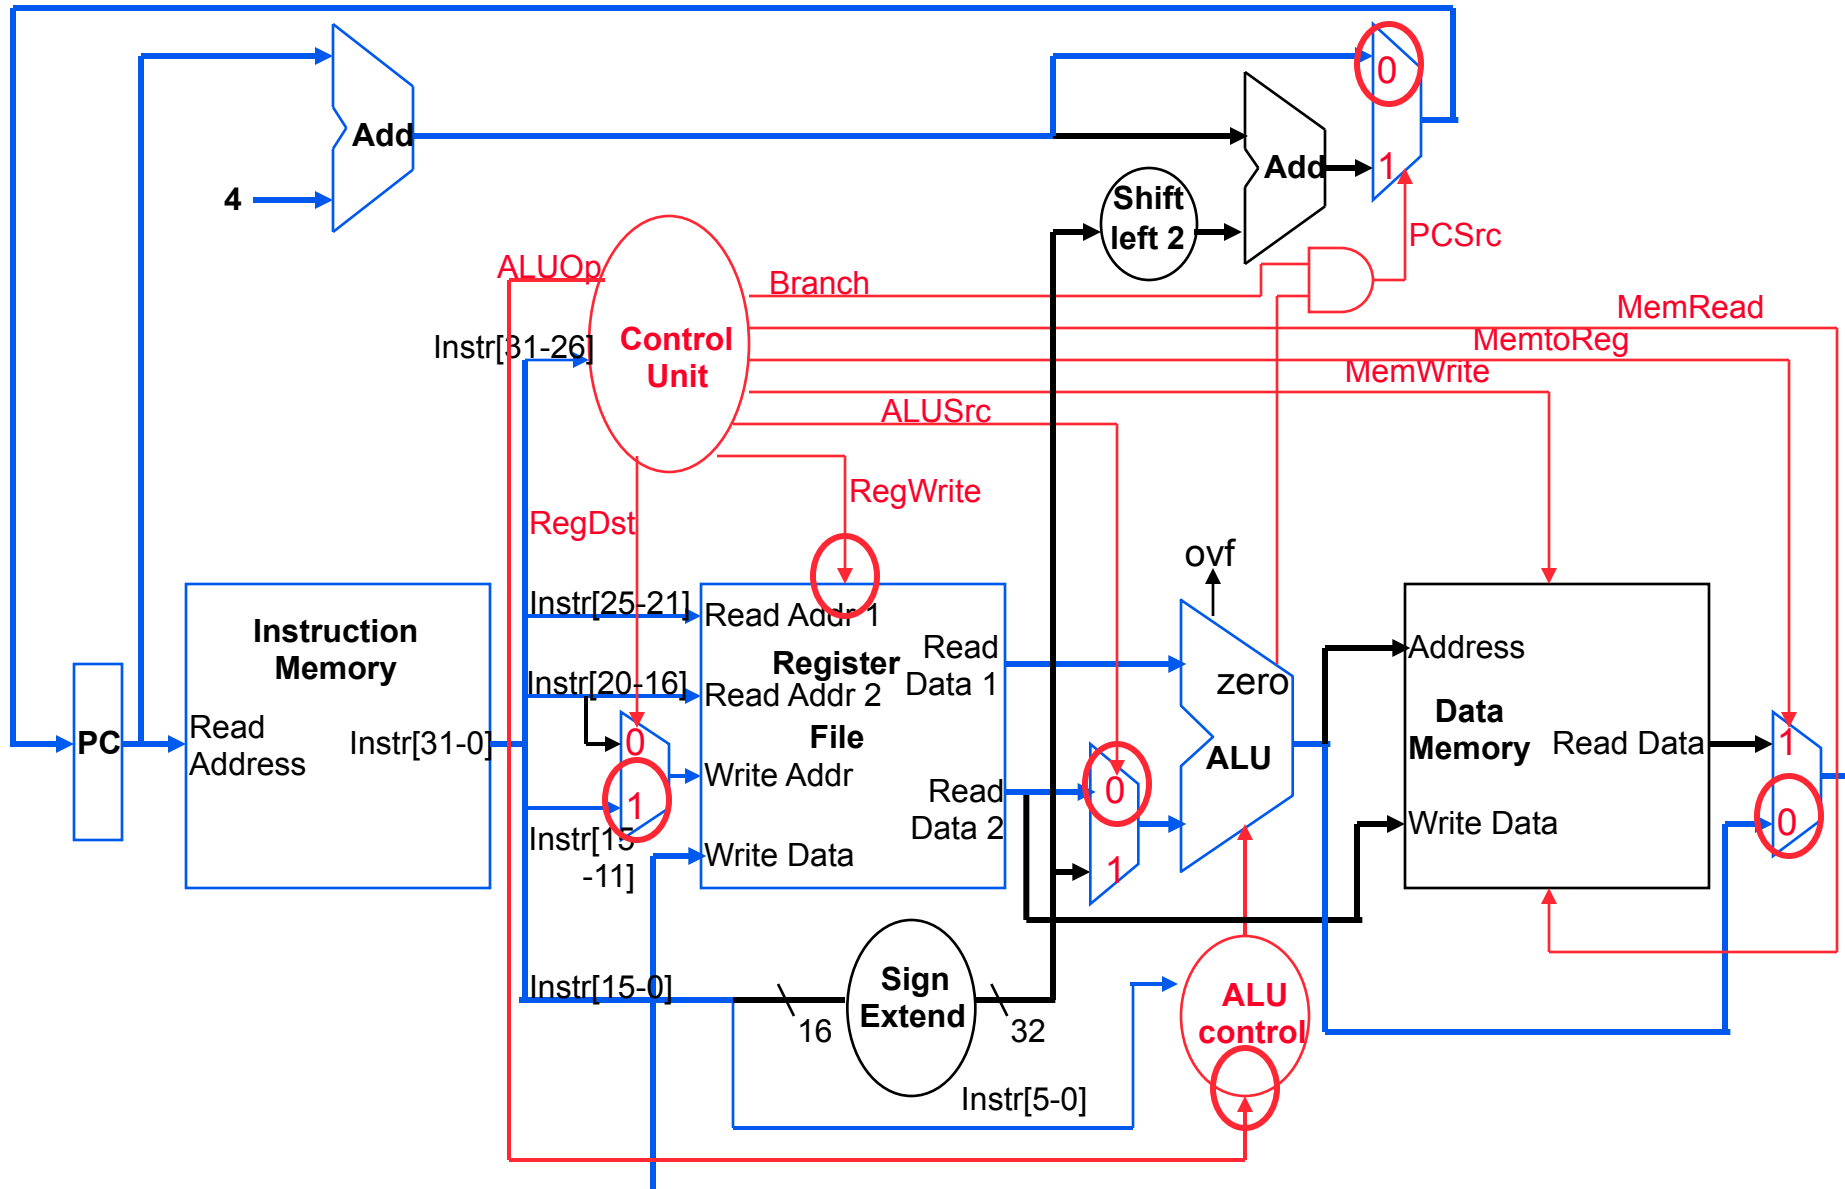 0
Add
Add
1
4
Shift
left 2
PCSrc
ALUOp
Branch
MemRead
Instr[31-26]
Control
Unit
MemtoReg
MemWrite
ALUSrc
RegWrite
RegDst
ovf
Instr[25-21]
Read Addr 1
Instruction
Memory
Register
File
Read
Data 1
zero
Address
Instr[20-16]
Read Addr 2
Data
Memory
PC
Read
Address
Instr[31-0]
0
Write Addr
ALU
Read Data
1
1
Read
Data 2
0
Write Data
0
Instr[15
-11]
Write Data
1
Sign
Extend
Instr[15-0]
16
32
ALU
control
Instr[5-0]